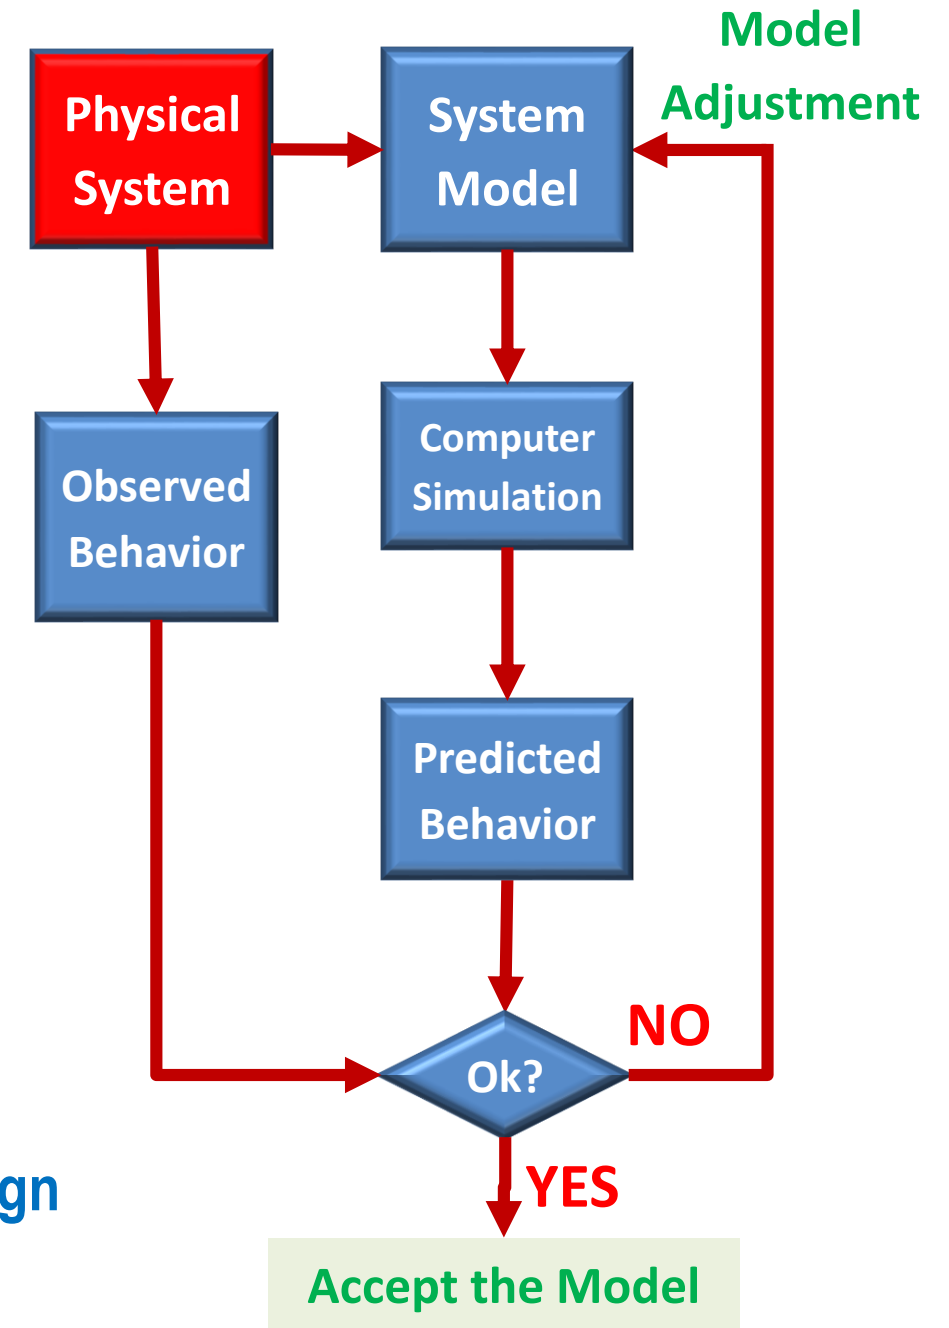 Model
Adjustment
Physical
System
System
Model
Observed
Behavior
Computer
Simulation
Predicted
Behavior
Ok?
NO
YES
gn
Accept the Model